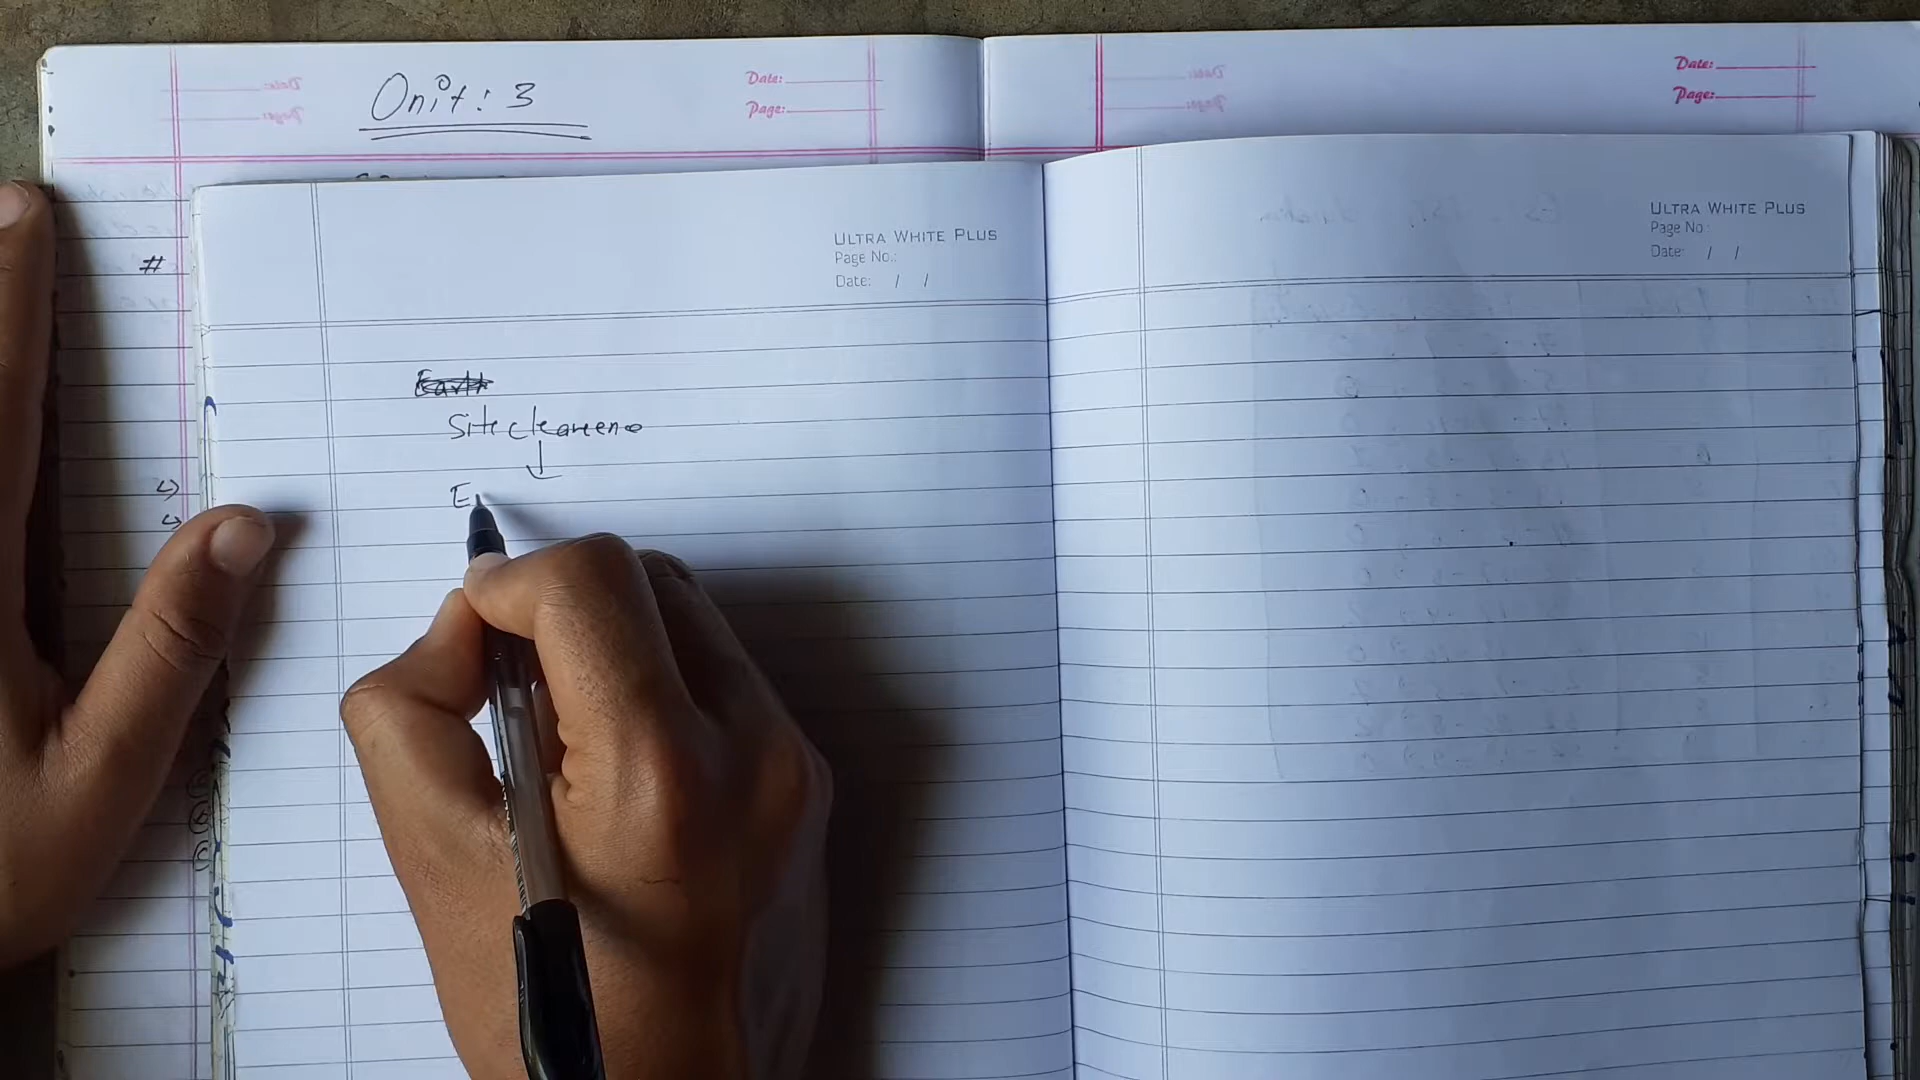 Onit: 3
Date:
Page:
Date:
Page:
#
ULTRA WHITE PLUS
Page No.:
Date: / /
ULTRA WHITE PLUS
Page No:
Date: / /
Earth
Site clearence
↓
E